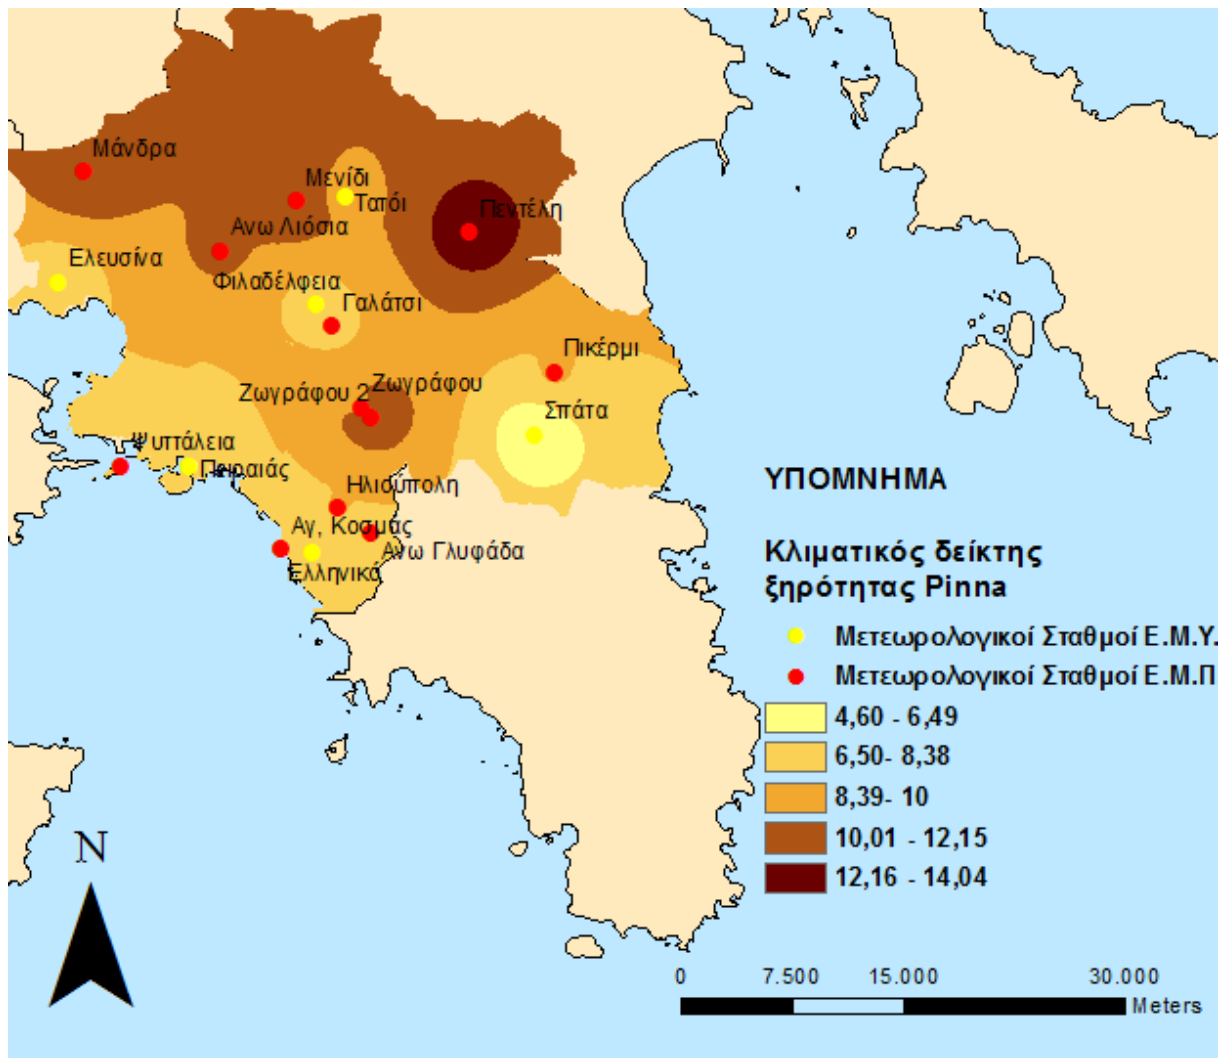 Μάνδρα
Μενίδι
Τατόι
Πεντέλη
Ανω Λιόσια
Ελευσίνα
Φιλαδέλφεια
Γαλάτσι
Πικέρμι
Ζωγράφου 2
Ζωγράφου
Σπάτα
Ψυττάλεια
Πειραιάς
Ηλιούπολη
Αγ, Κοσμάς
Ανω Γλυφάδα
Ελληνικό
ΥΠΟΜΝΗΜΑ
Κλιματικός δείκτης
ξηρότητας Pinna
Μετεωρολογικοί Σταθμοί Ε.Μ.Υ.
Μετεωρολογικοί Σταθμοί Ε.Μ.Π
4,60 - 6,49
6,50- 8,38
8,39- 10
10,01 - 12,15
12,16 - 14,04
N
0 7.500 15.000 30.000
Meters